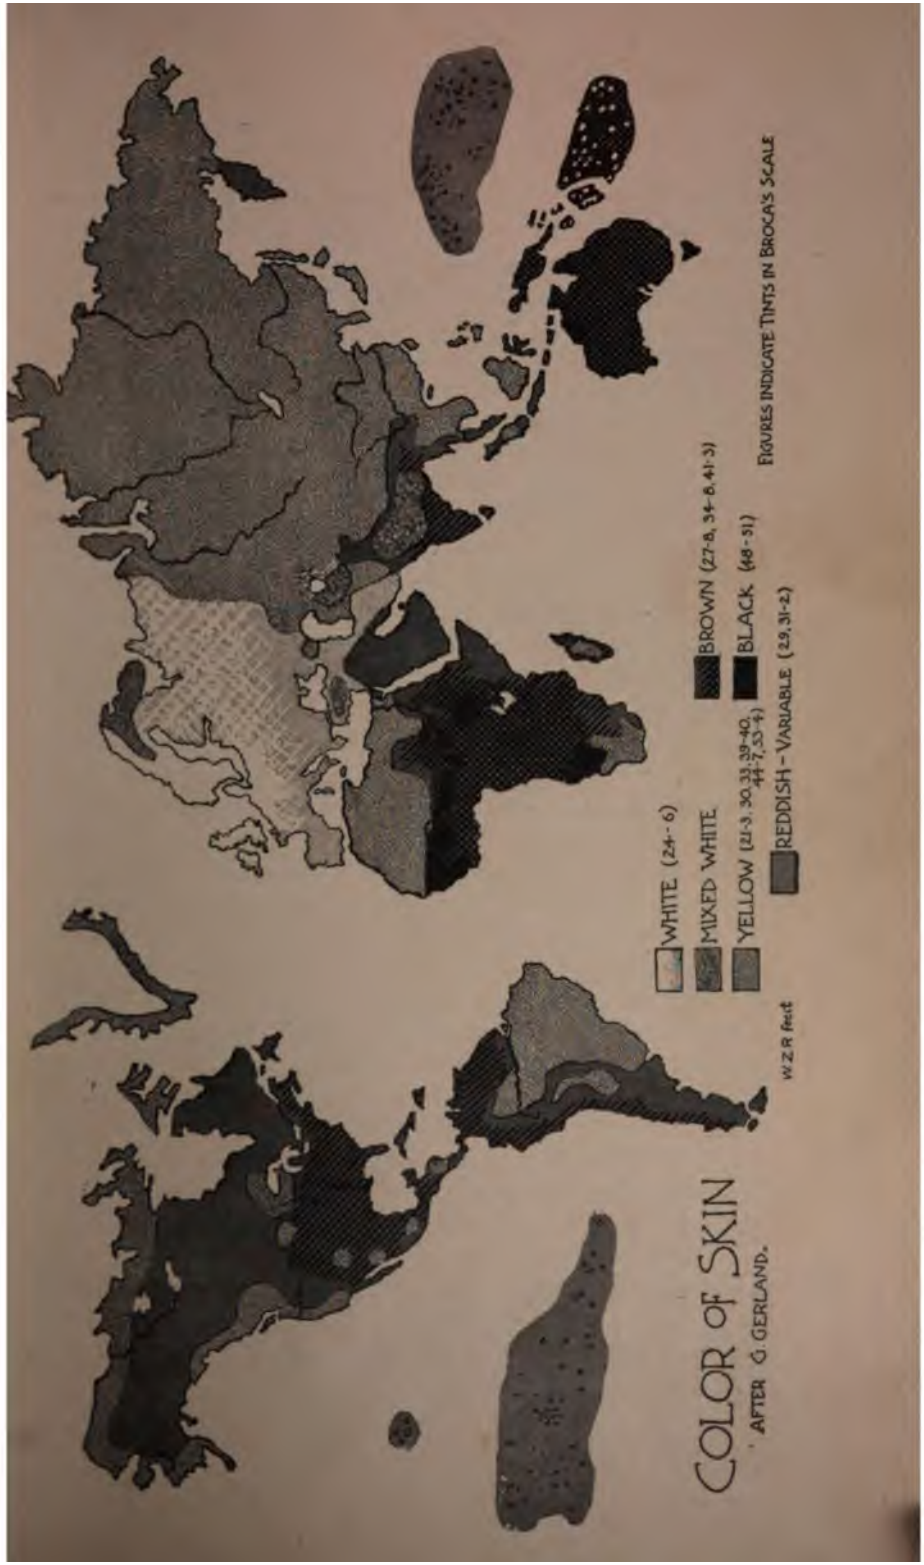 COLOR OF SKIN
AFTER G. GERLAND.
W.Z.R. fecit
WHITE (24-6)
MIXED WHITE
YELLOW (21-3, 30, 33, 39-40,
44-7, 53-4)
REDDISH-VARIABLE (29, 31-2)
BROWN (27-8, 34-8, 41-3)
BLACK (48-51)
FIGURES INDICATE TINTS IN BROCA'S SCALE